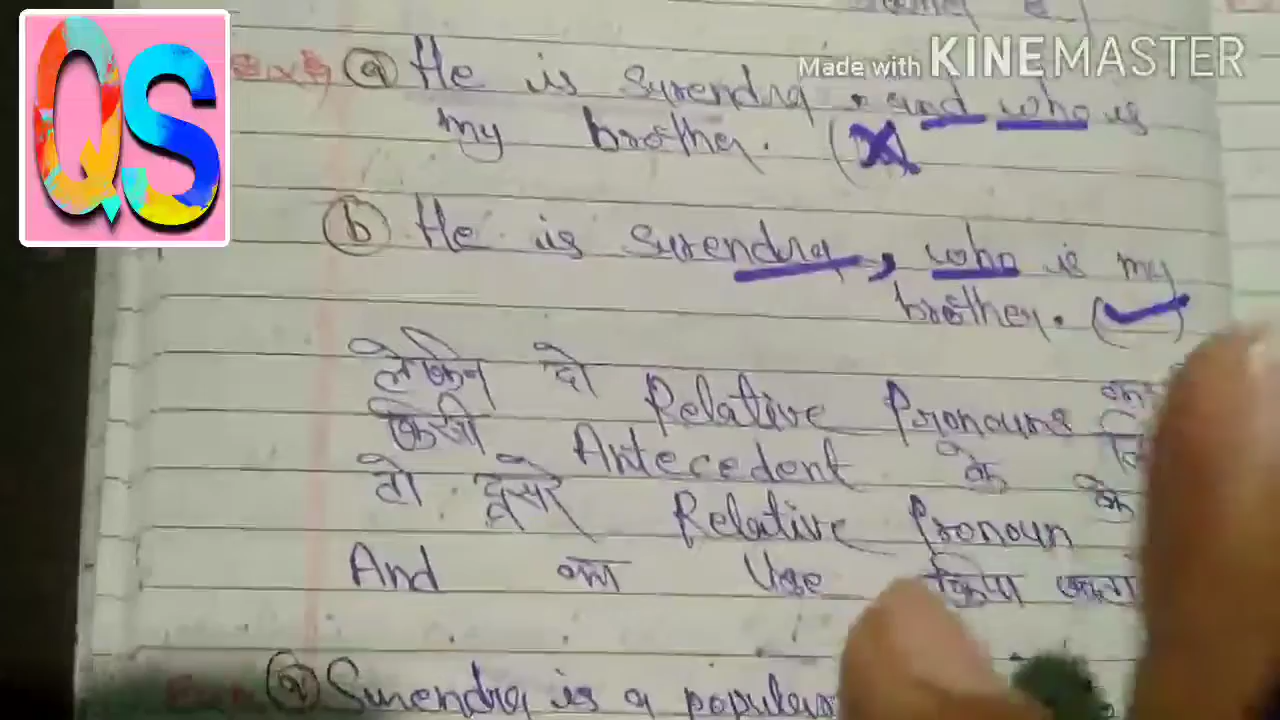 QS
Made with KINEMASTER
Ex:- (a) He is Surendra and who is
my brother. (X)
(b) He is Surendra, who is my
brother. (✓)
लेकिन दो Relative Pronouns
किसी Antecedent के
तो दूसरे Relative Pronoun के
And का Use किया जाता
(a) Surendra is a popular